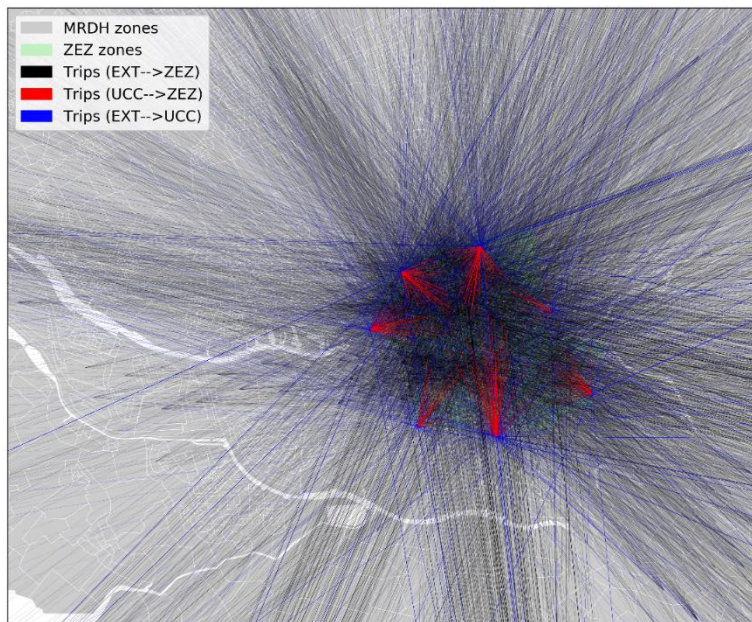 MRDH zones
ZEZ zones
Trips (EXT-->ZEZ)
Trips (UCC-->ZEZ)
Trips (EXT-->UCC)